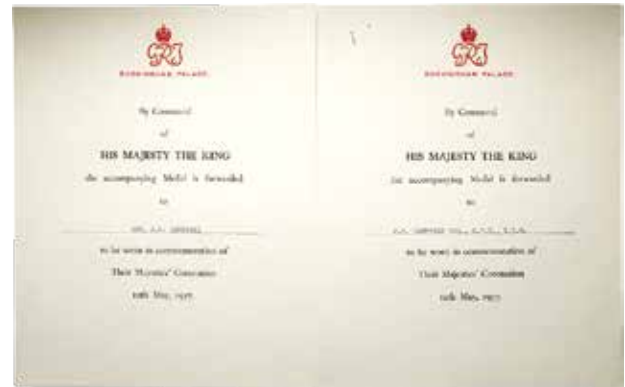 GRI
BUCKINGHAM PALACE.
By Command
of
HIS MAJESTY THE KING
the accompanying Medal is forwarded
to
to be worn in commemoration of
Their Majesties' Coronation
12th May, 1937.
GRI
BUCKINGHAM PALACE.
By Command
of
HIS MAJESTY THE KING
the accompanying Medal is forwarded
to
to be worn in commemoration of
Their Majesties' Coronation
12th May, 1937.